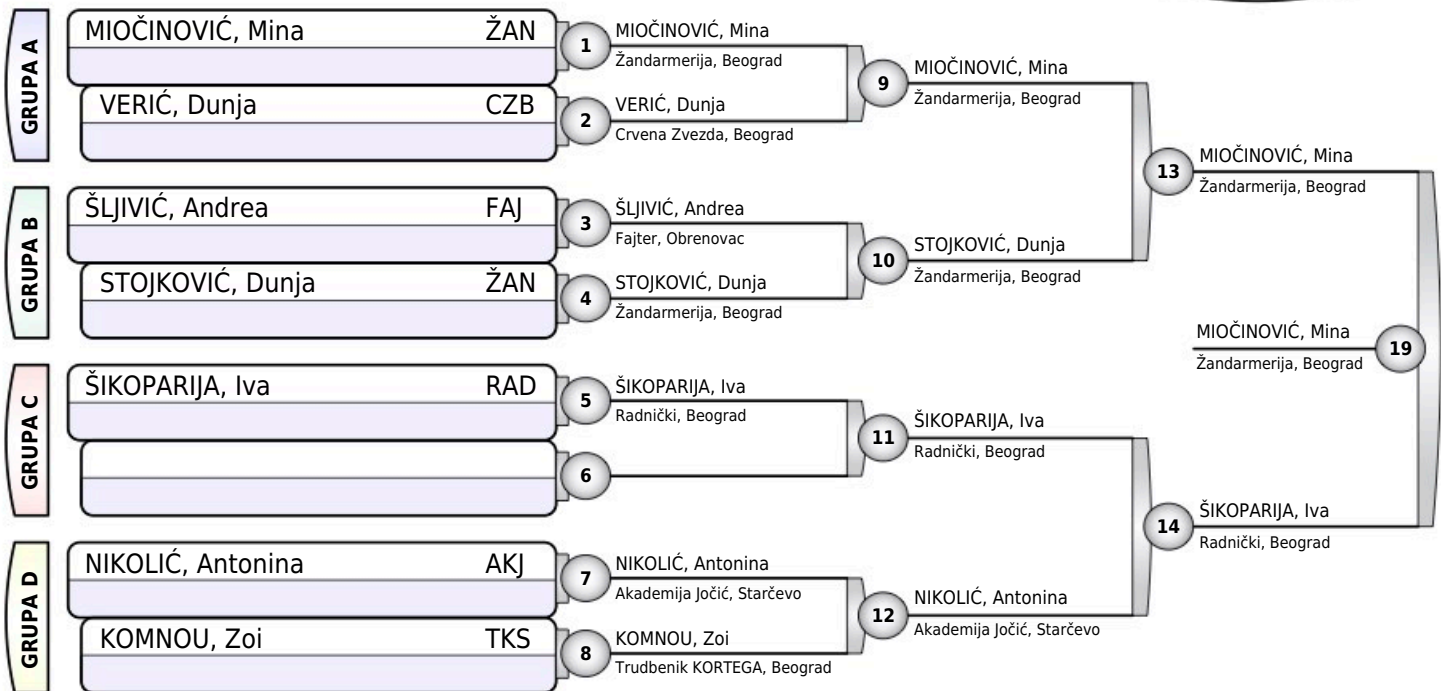 GRUPA A
MIOČINOVIĆ, Mina ŽAN
VERIĆ, Dunja CZB
GRUPA B
ŠLJIVIĆ, Andrea FAJ
STOJKOVIĆ, Dunja ŽAN
GRUPA C
ŠIKOPARIJA, Iva RAD
GRUPA D
NIKOLIĆ, Antonina AKJ
KOMNOU, Zoi TKS
1
MIOČINOVIĆ, Mina
Žandarmerija, Beograd
2
VERIĆ, Dunja
Crvena Zvezda, Beograd
3
ŠLJIVIĆ, Andrea
Fajter, Obrenovac
4
STOJKOVIĆ, Dunja
Žandarmerija, Beograd
5
ŠIKOPARIJA, Iva
Radnički, Beograd
6
7
NIKOLIĆ, Antonina
Akademija Jočić, Starčevo
8
KOMNOU, Zoi
Trudbenik KORTEGA, Beograd
9
MIOČINOVIĆ, Mina
Žandarmerija, Beograd
10
STOJKOVIĆ, Dunja
Žandarmerija, Beograd
11
ŠIKOPARIJA, Iva
Radnički, Beograd
12
NIKOLIĆ, Antonina
Akademija Jočić, Starčevo
13
MIOČINOVIĆ, Mina
Žandarmerija, Beograd
14
ŠIKOPARIJA, Iva
Radnički, Beograd
MIOČINOVIĆ, Mina
Žandarmerija, Beograd
19